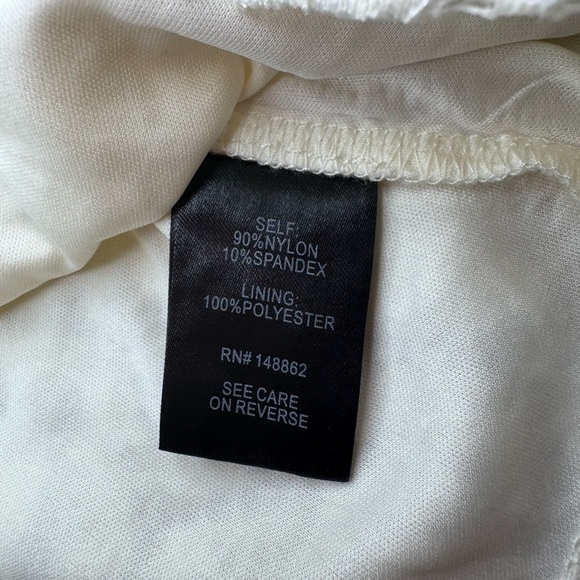 SELF:
90%NYLON
10%SPANDEX
LINING:
100%POLYESTER
RN# 148862
SEE CARE
ON REVERSE